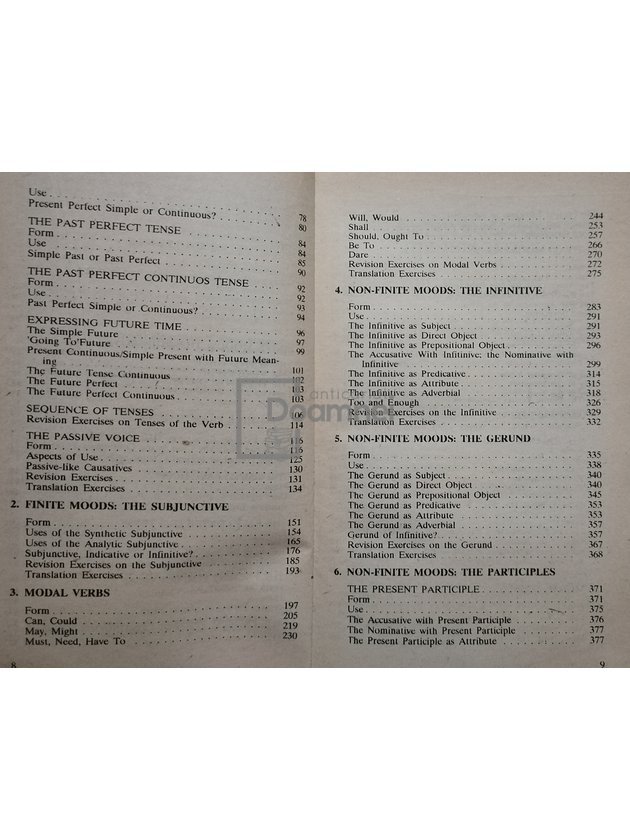 Use
Present Perfect Simple or Continuous? 78
THE PAST PERFECT TENSE 80
Form
Use 84
Simple Past or Past Perfect 84
85
THE PAST PERFECT CONTINUOS TENSE 90
Form
Use 92
Past Perfect Simple or Continuous? 92
93
EXPRESSING FUTURE TIME 94
The Simple Future 96
'Going To'Future 97
Present Continuous/Simple Present with Future Mean- 99
ing
The Future Tense Continuous 101
The Future Perfect 102
The Future Perfect Continuous 103
103
SEQUENCE OF TENSES
Revision Exercises on Tenses of the Verb 106
114
THE PASSIVE VOICE
Form 116
Aspects of Use 116
Passive-like Causatives 125
Revision Exercises 130
Translation Exercises 131
134
2. FINITE MOODS: THE SUBJUNCTIVE
Form 151
Uses of the Synthetic Subjunctive 154
Uses of the Analytic Subjunctive 165
Subjunctive, Indicative or Infinitive? 176
Revision Exercises on the Subjunctive 185
Translation Exercises 193
3. MODAL VERBS
Form 197
Can, Could 205
May, Might 219
Must, Need, Have To 230
8
Will, Would 244
Shall 253
Should, Ought To 257
Be To 266
Dare 270
Revision Exercises on Modal Verbs 272
Translation Exercises 275
4. NON-FINITE MOODS: THE INFINITIVE
Form 283
Use 291
The Infinitive as Subject 291
The Infinitive as Direct Object 293
The Infinitive as Prepositional Object 296
The Accusative With Infitinive; the Nominative with
Infinitive 299
The Infinitive as Predicative 314
The Infinitive as Attribute 315
The Infinitive as Adverbial 318
Too and Enough 326
Revision Exercises on the Infinitive 329
Translation Exercises 332
5. NON-FINITE MOODS: THE GERUND
Form 335
Use 338
The Gerund as Subject 340
The Gerund as Direct Object 340
The Gerund as Prepositional Object 345
The Gerund as Predicative 353
The Gerund as Attribute 353
The Gerund as Adverbial 357
Gerund of Infinitive? 357
Revision Exercises on the Gerund 367
Translation Exercises 368
6. NON-FINITE MOODS: THE PARTICIPLES
THE PRESENT PARTICIPLE 371
Form 371
Use 375
The Accusative with Present Participle 376
The Nominative with Present Participle 377
The Present Participle as Attribute 377
9